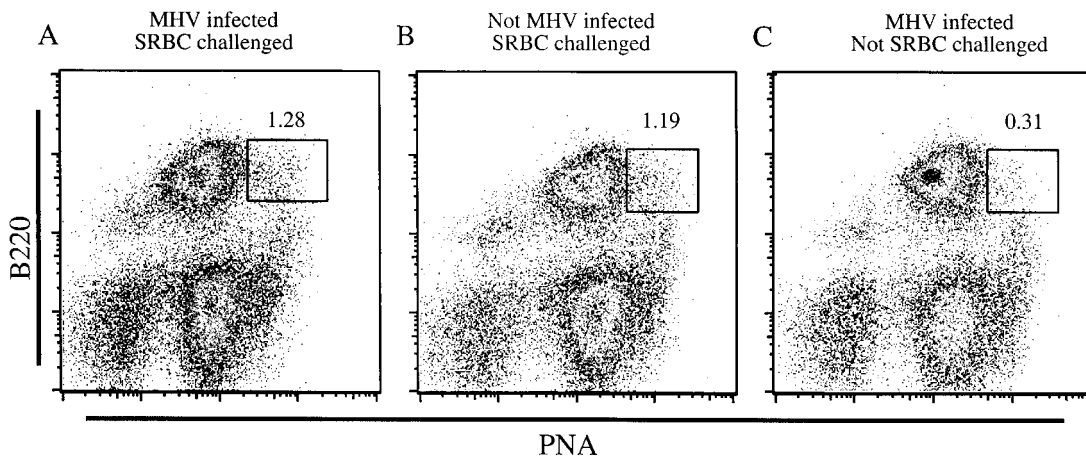 A
MHV infected
SRBC challenged
B
Not MHV infected
SRBC challenged
C
MHV infected
Not SRBC challenged
1.28
1.19
0.31
B220
PNA